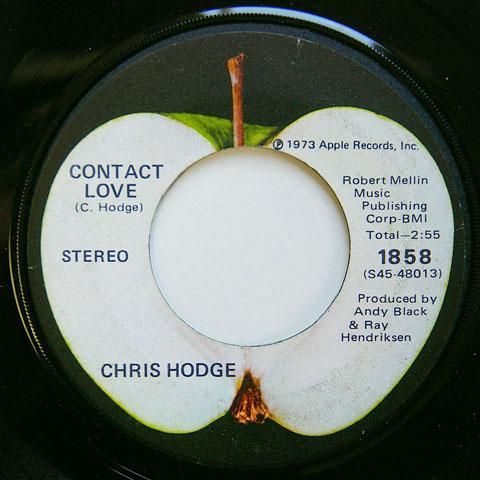 ℗ 1973 Apple Records, Inc.
CONTACT
LOVE
(C. Hodge)
STEREO
Robert Mellin
Music
Publishing
Corp-BMI
Total—2:55
1858
(S45-48013)
Produced by
Andy Black
& Ray
Hendriksen
CHRIS HODGE